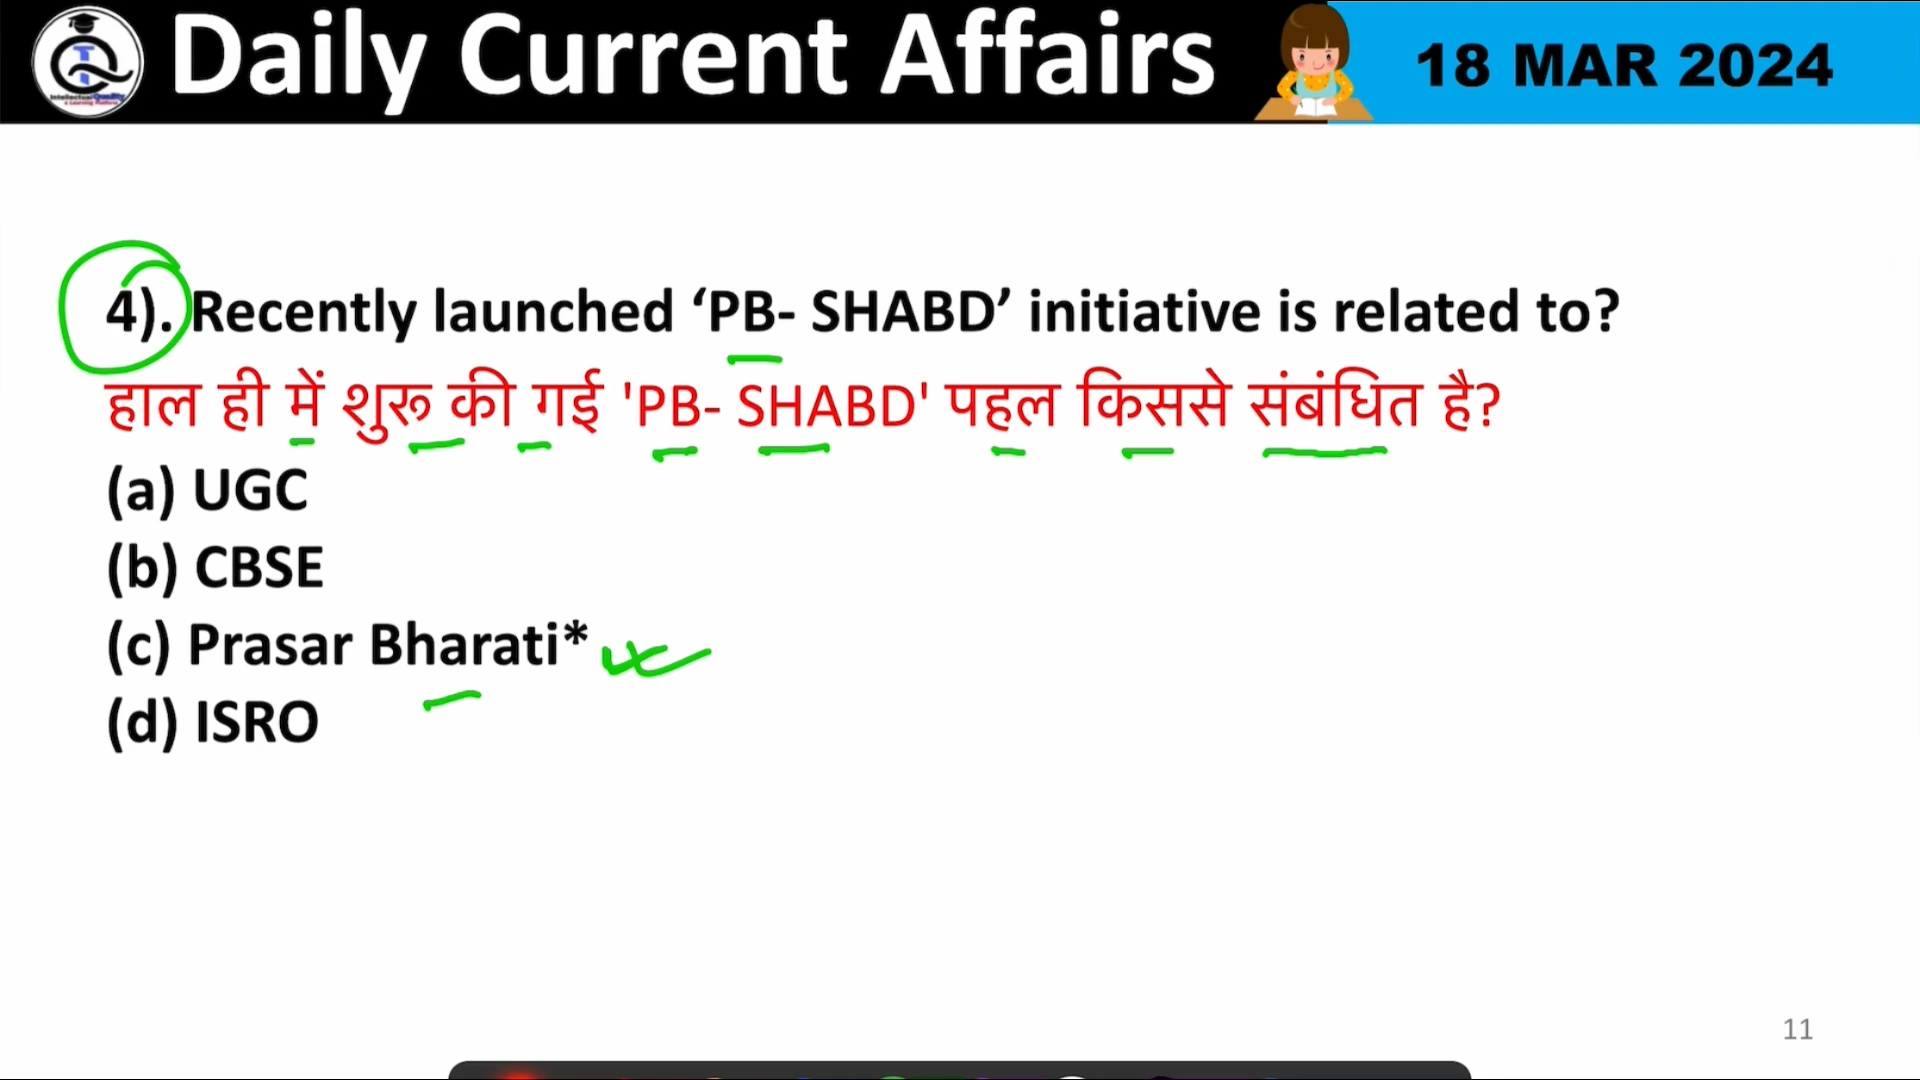 Daily Current Affairs
18 MAR 2024
4). Recently launched ‘PB- SHABD’ initiative is related to?
हाल ही में शुरू की गई 'PB- SHABD' पहल किससे संबंधित है?
(a) UGC
(b) CBSE
(c) Prasar Bharati*
(d) ISRO
11